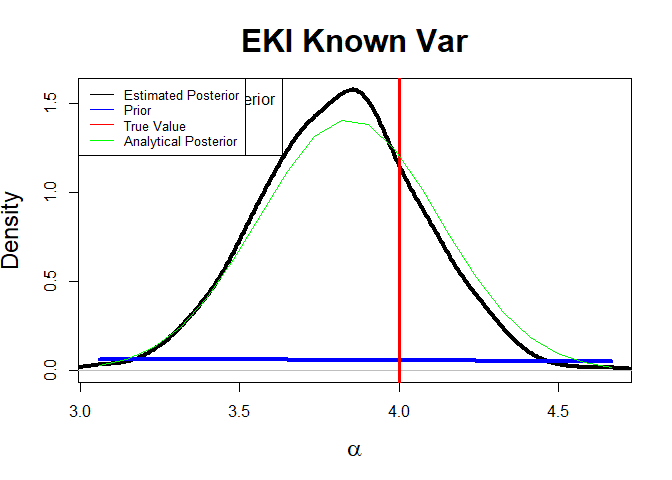 EKI Known Var
Density
1.5
1.0
0.5
0.0
Estimated Posterior
Prior
True Value
Analytical Posterior
3.0 3.5 4.0 4.5
α